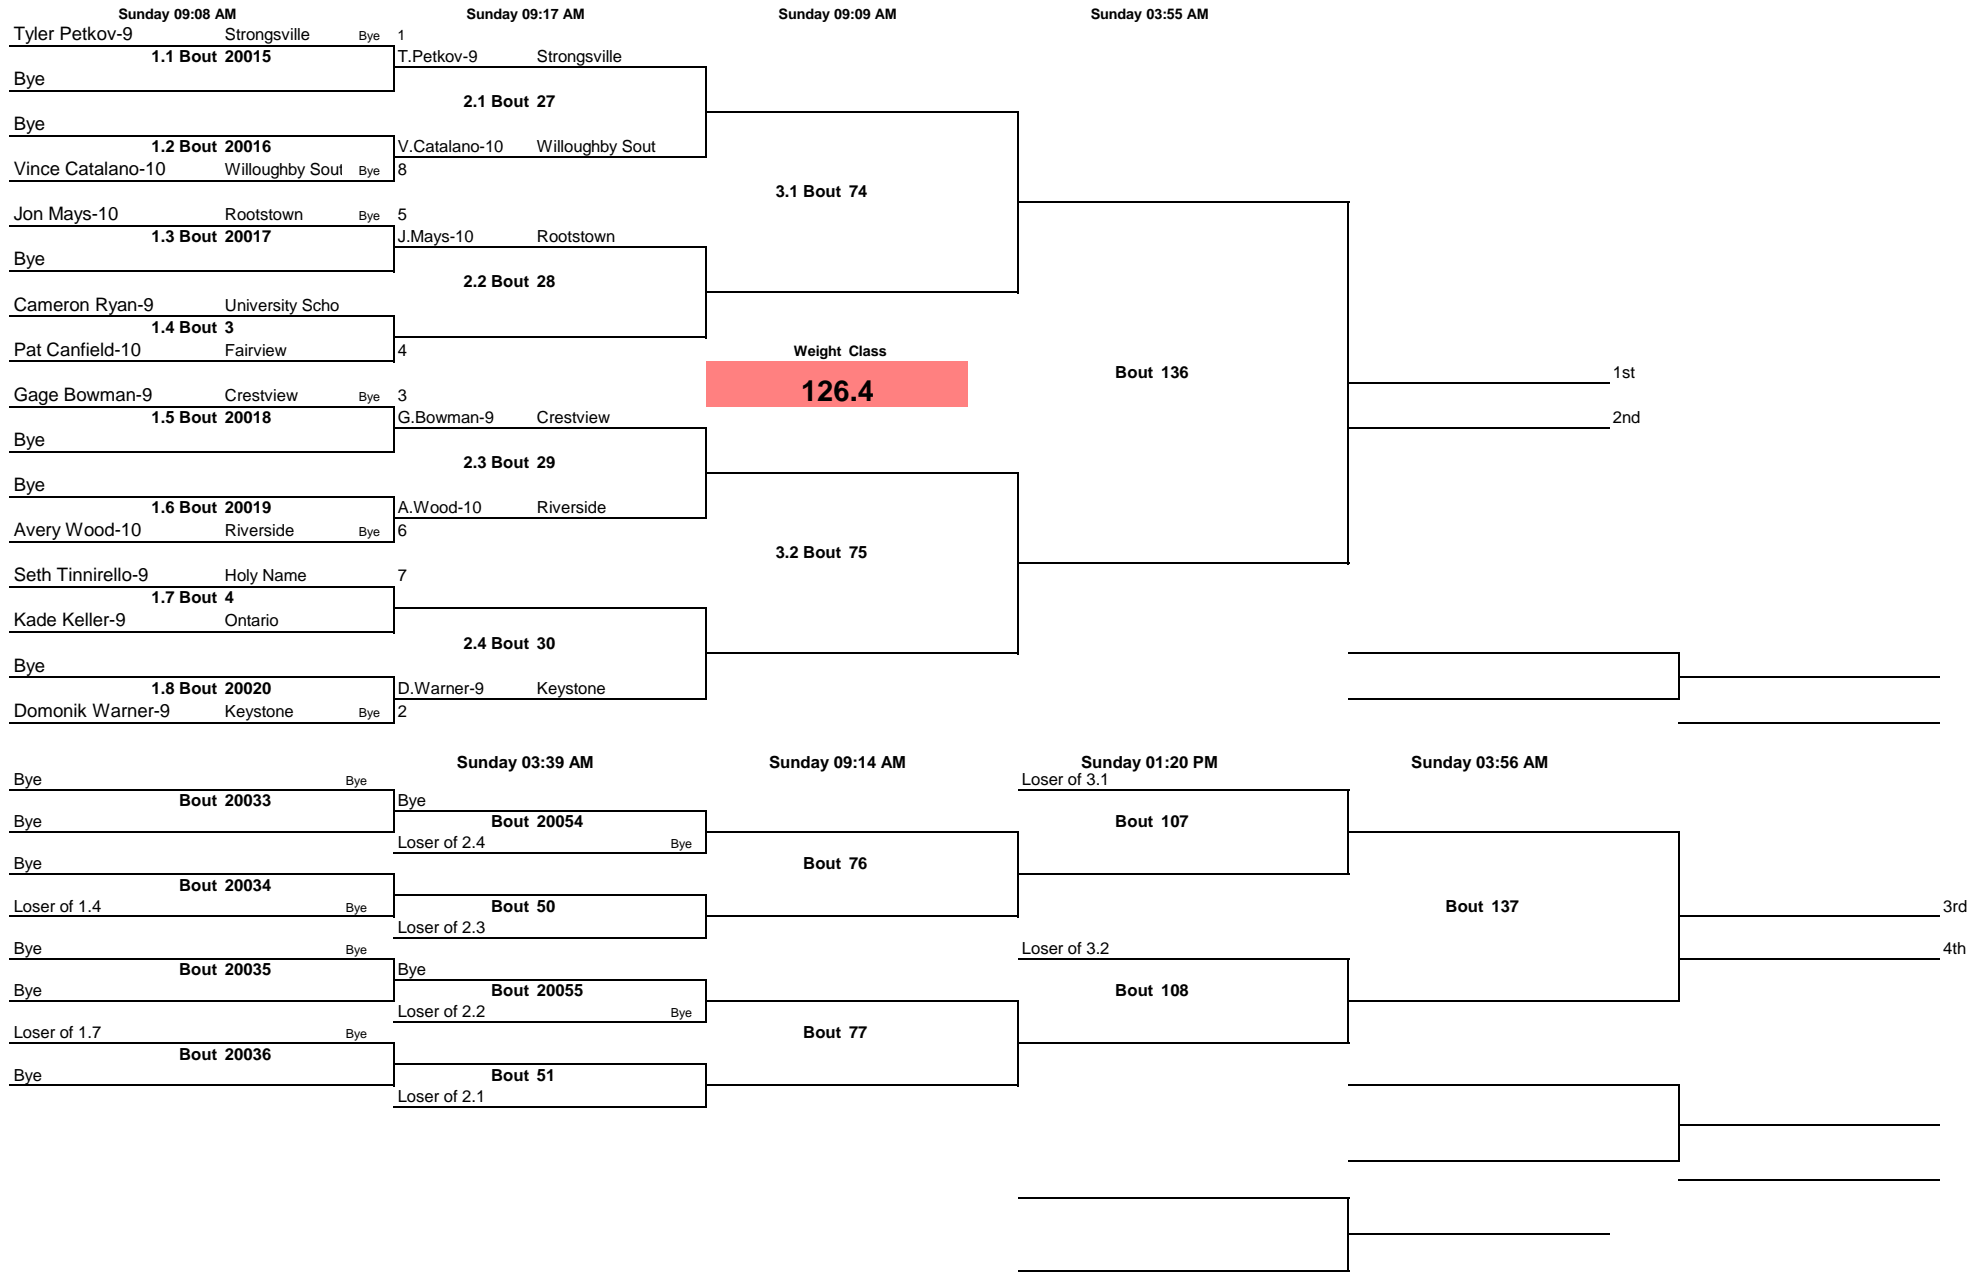 Sunday 09:08 AM Sunday 09:17 AM Sunday 09:09 AM Sunday 03:55 AM
Tyler Petkov-9 Strongsville Bye 1
1.1 Bout 20015 T.Petkov-9 Strongsville
Bye
2.1 Bout 27
Bye
1.2 Bout 20016 V.Catalano-10 Willoughby Sout
Vince Catalano-10 Willoughby Sout Bye 8
3.1 Bout 74
Jon Mays-10 Rootstown Bye 5
1.3 Bout 20017 J.Mays-10 Rootstown
Bye
2.2 Bout 28
Cameron Ryan-9 University Scho
1.4 Bout 3
Pat Canfield-10 Fairview 4 Weight Class
Bout 136 1st
Gage Bowman-9 Crestview Bye 3 126.4
1.5 Bout 20018 G.Bowman-9 Crestview 2nd
Bye
2.3 Bout 29
Bye
1.6 Bout 20019 A.Wood-10 Riverside
Avery Wood-10 Riverside Bye 6
3.2 Bout 75
Seth Tinnirello-9 Holy Name 7
1.7 Bout 4
Kade Keller-9 Ontario
2.4 Bout 30
Bye
1.8 Bout 20020 D.Warner-9 Keystone
Domonik Warner-9 Keystone Bye 2
Sunday 03:39 AM Sunday 09:14 AM Sunday 01:20 PM Sunday 03:56 AM
Bye Bye Loser of 3.1
Bout 20033 Bye
Bye Bout 20054 Bout 107
Loser of 2.4 Bye
Bye Bout 76
Bout 20034
Loser of 1.4 Bye Bout 50 Bout 137 3rd
Loser of 2.3
Bye Bye Loser of 3.2 4th
Bout 20035 Bye
Bye Bout 20055 Bout 108
Loser of 2.2 Bye
Loser of 1.7 Bye Bout 77
Bout 20036
Bye Bout 51
Loser of 2.1